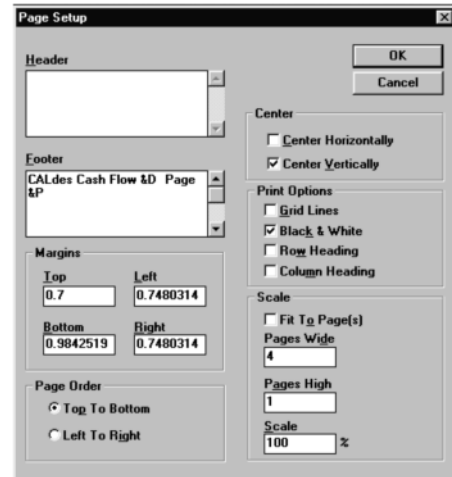 Page Setup
Header
Footer
CALdes Cash Flow &D Page
&P
Margins
Top
Left
0.7
0.7480314
Bottom
Right
0.9842519
0.7480314
Page Order
Top To Bottom
Left To Right
OK
Cancel
Center
Center Horizontally
Center Vertically
Print Options
Grid Lines
Black & White
Row Heading
Column Heading
Scale
Fit To Page(s)
Pages Wide
4
Pages High
1
Scale
100 %